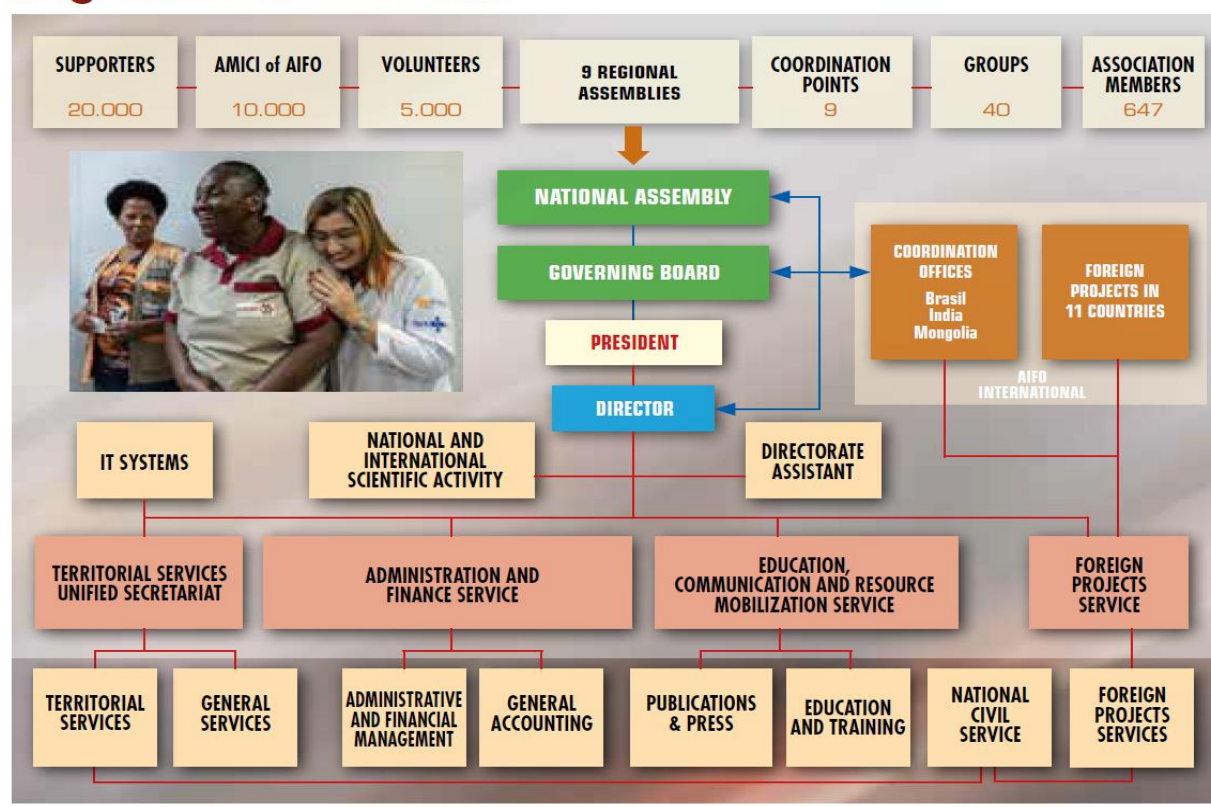 SUPPORTERS
20.000
AMICI of AIFO
10.000
VOLUNTEERS
5.000
9 REGIONAL
ASSEMBLIES
COORDINATION
POINTS
9
GROUPS
40
ASSOCIATION
MEMBERS
647
NATIONAL ASSEMBLY
GOVERNING BOARD
PRESIDENT
DIRECTOR
COORDINATION
OFFICES
Brasil
India
Mongolia
FOREIGN
PROJECTS IN
11 COUNTRIES
AIFO
INTERNATIONAL
IT SYSTEMS
NATIONAL AND
INTERNATIONAL
SCIENTIFIC ACTIVITY
DIRECTORATE
ASSISTANT
TERRITORIAL SERVICES
UNIFIED SECRETARIAT
ADMINISTRATION AND
FINANCE SERVICE
EDUCATION,
COMMUNICATION AND RESOURCE
MOBILIZATION SERVICE
FOREIGN
PROJECTS
SERVICE
TERRITORIAL
SERVICES
GENERAL
SERVICES
ADMINISTRATIVE
AND FINANCIAL
MANAGEMENT
GENERAL
ACCOUNTING
PUBLICATIONS
& PRESS
EDUCATION
AND TRAINING
NATIONAL
CIVIL
SERVICE
FOREIGN
PROJECTS
SERVICES